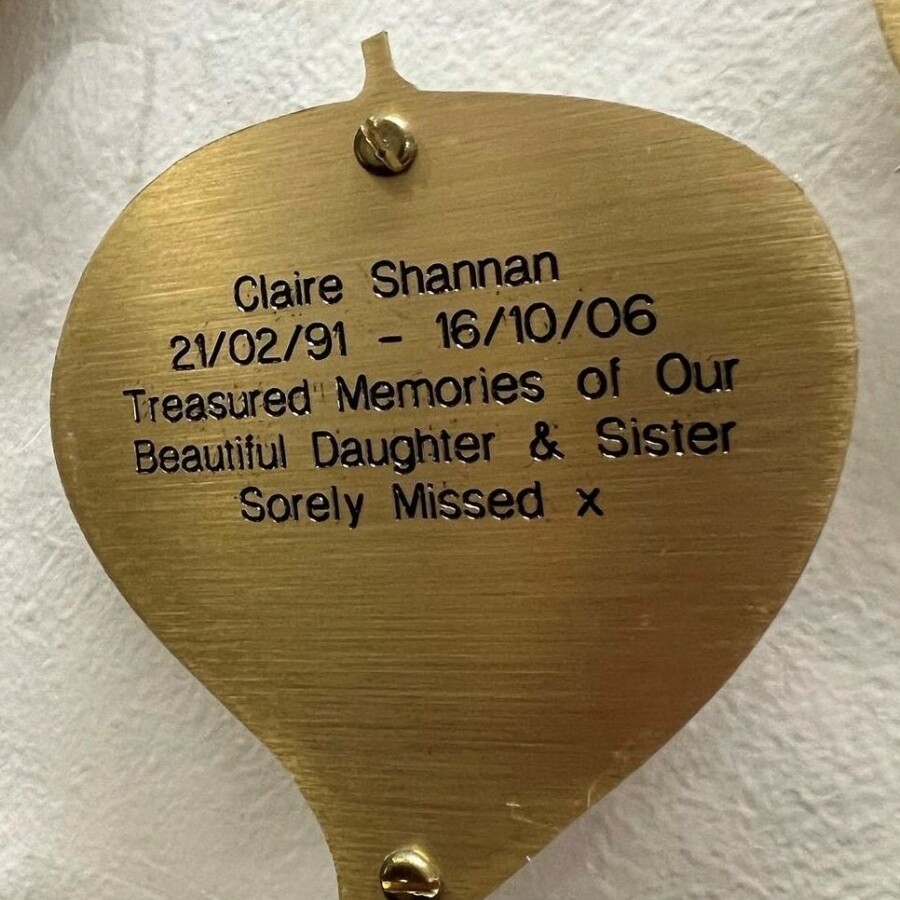 Claire Shannan
21/02/91 - 16/10/06
Treasured Memories of Our
Beautiful Daughter & Sister
Sorely Missed x